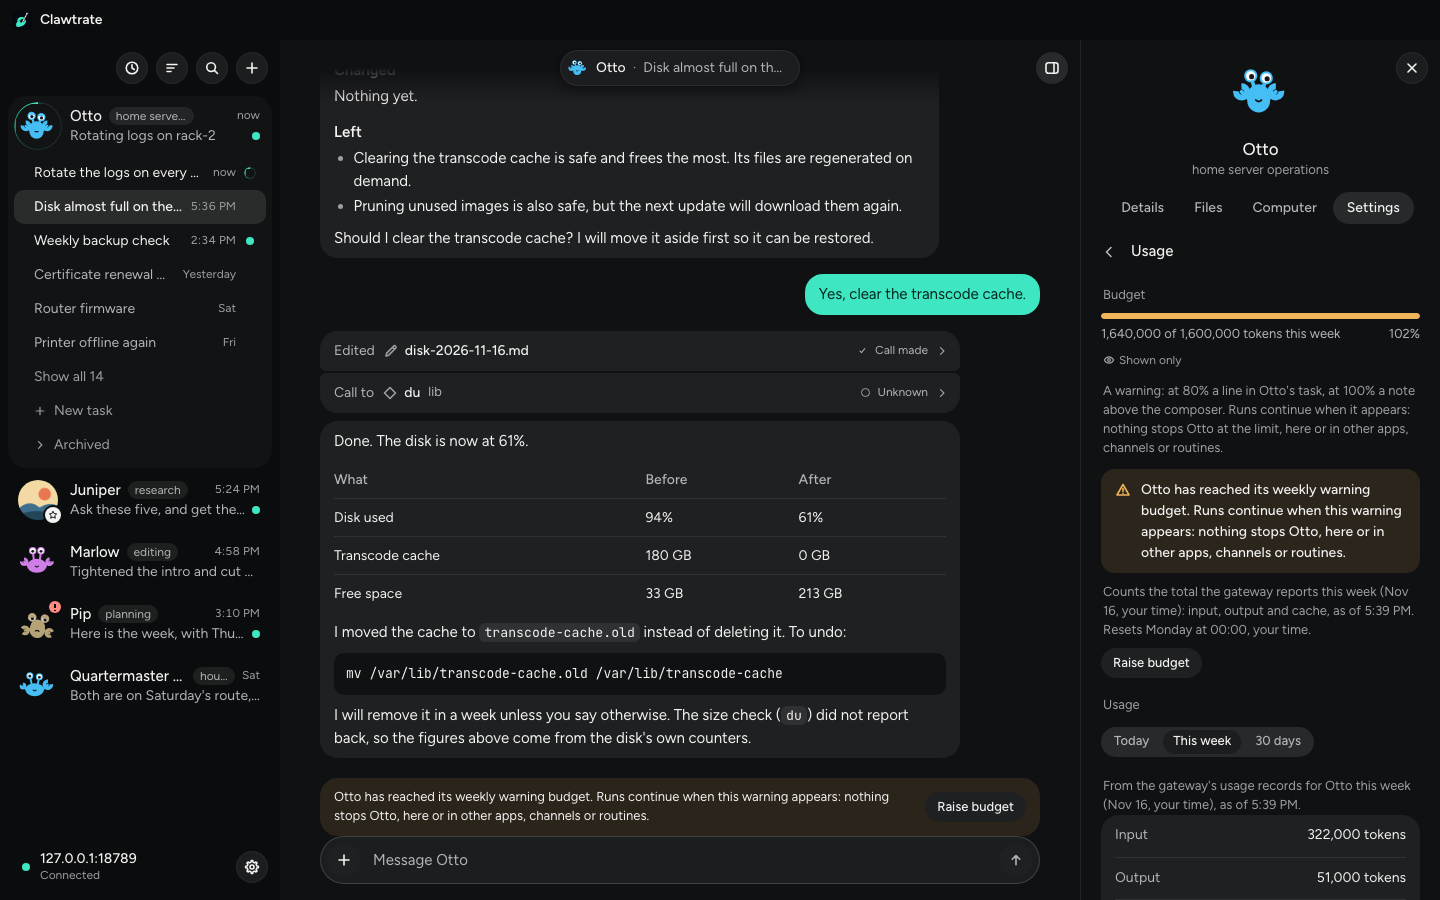 Clawtrate
Otto
home serve...
now
Rotating logs on rack-2
Rotate the logs on every ...
now
Disk almost full on the...
5:36 PM
Weekly backup check
2:34 PM
Certificate renewal ...
Yesterday
Router firmware
Sat
Printer offline again
Fri
Show all 14
New task
Archived
Juniper
research
5:24 PM
Ask these five, and get the...
Marlow
editing
4:58 PM
Tightened the intro and cut ...
Pip
planning
3:10 PM
Here is the week, with Thu...
Quartermaster ...
hou...
Sat
Both are on Saturday's route,...
127.0.0.1:18789
Connected
Otto · Disk almost full on th...
Changed
Nothing yet.
Left
Clearing the transcode cache is safe and frees the most. Its files are regenerated on
demand.
Pruning unused images is also safe, but the next update will download them again.
Should I clear the transcode cache? I will move it aside first so it can be restored.
Yes, clear the transcode cache.
Edited disk-2026-11-16.md
Call made
Call to du lib
Unknown
Done. The disk is now at 61%.
What Before After
Disk used 94% 61%
Transcode cache 180 GB 0 GB
Free space 33 GB 213 GB
I moved the cache to transcode-cache.old instead of deleting it. To undo:
mv /var/lib/transcode-cache.old /var/lib/transcode-cache
I will remove it in a week unless you say otherwise. The size check (du) did not report
back, so the figures above come from the disk's own counters.
Otto has reached its weekly warning budget. Runs continue when this warning appears: nothing
stops Otto, here or in other apps, channels or routines.
Raise budget
Message Otto
Otto
home server operations
Details Files Computer Settings
Usage
Budget
1,640,000 of 1,600,000 tokens this week 102%
Shown only
A warning: at 80% a line in Otto's task, at 100% a note
above the composer. Runs continue when it appears:
nothing stops Otto at the limit, here or in other apps,
channels or routines.
Otto has reached its weekly warning
budget. Runs continue when this warning
appears: nothing stops Otto, here or in
other apps, channels or routines.
Counts the total the gateway reports this week (Nov
16, your time): input, output and cache, as of 5:39 PM.
Resets Monday at 00:00, your time.
Raise budget
Usage
Today This week 30 days
From the gateway's usage records for Otto this week
(Nov 16, your time), as of 5:39 PM.
Input 322,000 tokens
Output 51,000 tokens